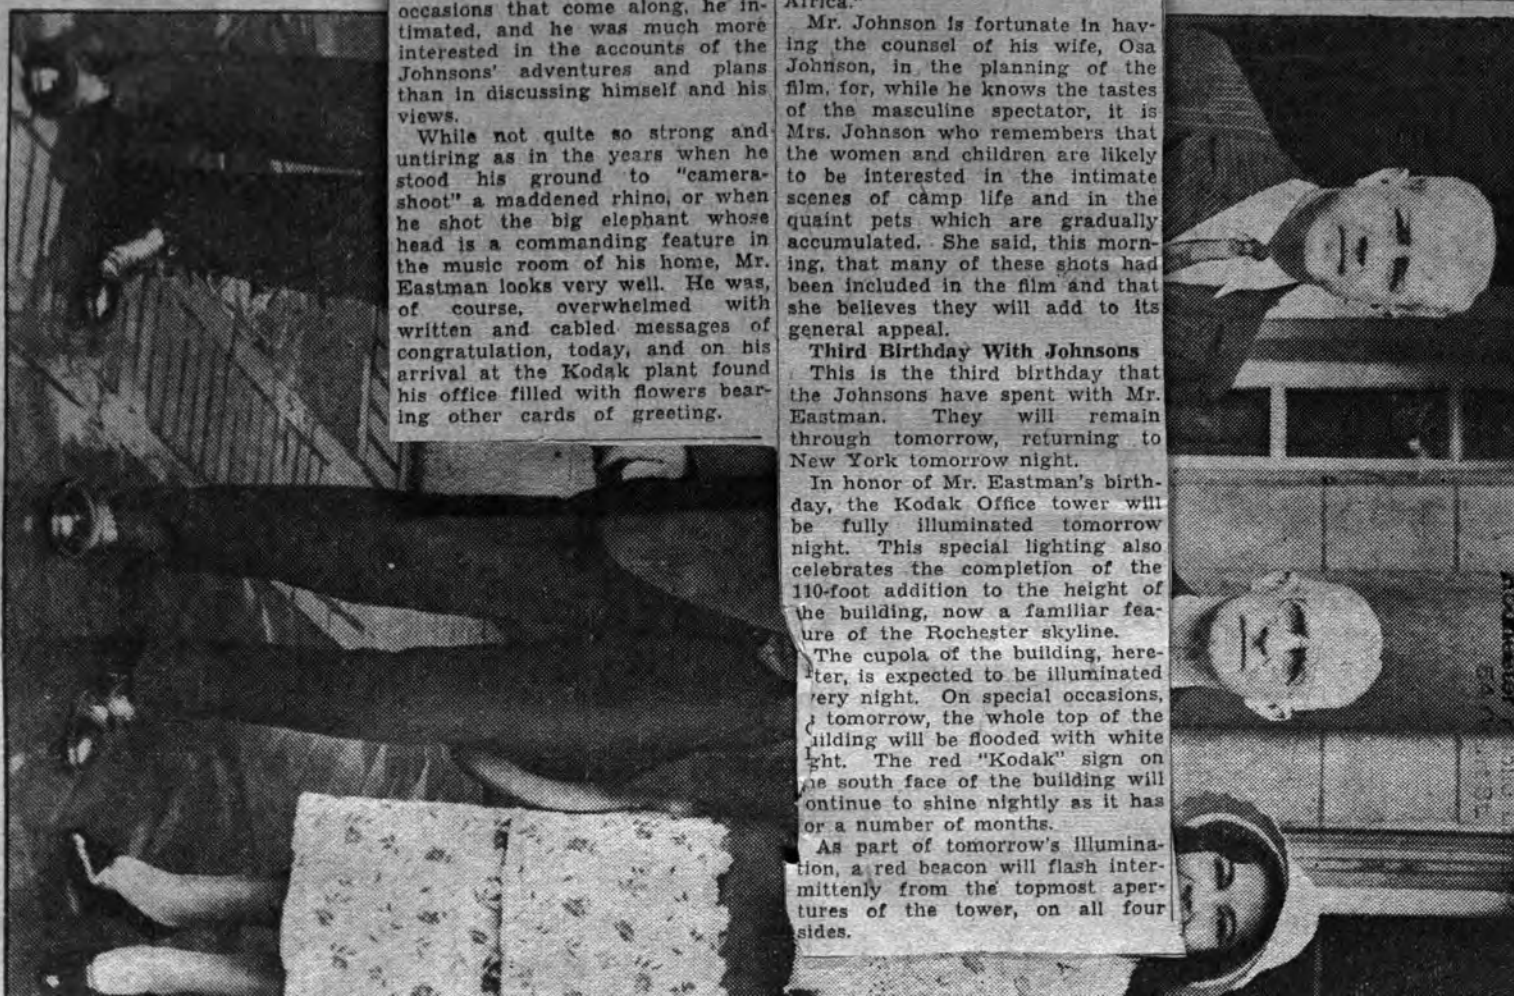 occasions that come along, he in-
timated, and he was much more
interested in the accounts of the
Johnsons' adventures and plans
than in discussing himself and his
views.
While not quite so strong and
untiring as in the years when he
stood his ground to "camera-
shoot" a maddened rhino, or when
he shot the big elephant whose
head is a commanding feature in
the music room of his home, Mr.
Eastman looks very well. He was,
of course, overwhelmed with
written and cabled messages of
congratulation, today, and on his
arrival at the Kodak plant found
his office filled with flowers bear-
ing other cards of greeting.
Africa."
Mr. Johnson is fortunate in hav-
ing the counsel of his wife, Osa
Johnson, in the planning of the
film, for, while he knows the tastes
of the masculine spectator, it is
Mrs. Johnson who remembers that
the women and children are likely
to be interested in the intimate
scenes of camp life and in the
quaint pets which are gradually
accumulated. She said, this morn-
ing, that many of these shots had
been included in the film and that
she believes they will add to its
general appeal.
Third Birthday With Johnsons
This is the third birthday that
the Johnsons have spent with Mr.
Eastman. They will remain
through tomorrow, returning to
New York tomorrow night.
In honor of Mr. Eastman's birth-
day, the Kodak Office tower will
be fully illuminated tomorrow
night. This special lighting also
celebrates the completion of the
110-foot addition to the height of
the building, now a familiar fea-
ure of the Rochester skyline.
The cupola of the building, here-
ter, is expected to be illuminated
ery night. On special occasions,
tomorrow, the whole top of the
uilding will be flooded with white
ght. The red "Kodak" sign on
he south face of the building will
ontinue to shine nightly as it has
or a number of months.
As part of tomorrow's illumina-
tion, a red beacon will flash inter-
mittenly from the topmost aper-
tures of the tower, on all four
sides.